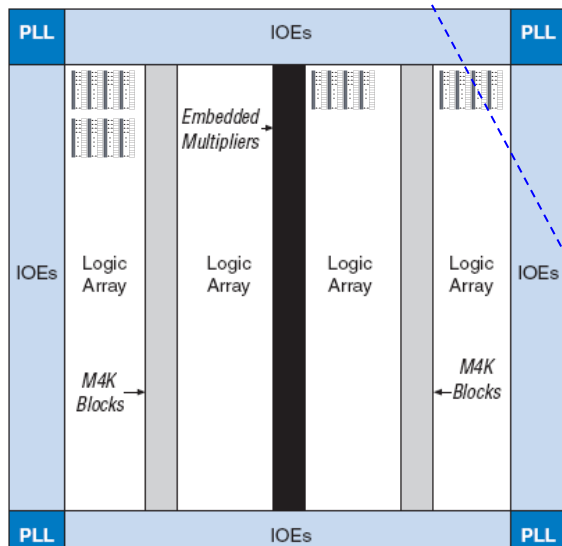 PLL
IOEs
PLL
Embedded
Multipliers
IOEs
Logic
Array
Logic
Array
Logic
Array
Logic
Array
IOEs
M4K
Blocks
M4K
Blocks
PLL
IOEs
PLL